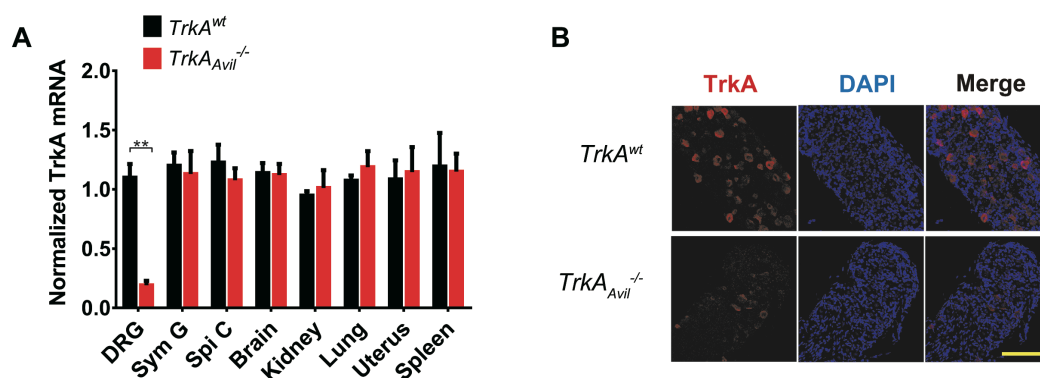 A
TrkA^wt
TrkA_Avil^-/-
Normalized TrkA mRNA
2.0
1.5
1.0
0.5
0.0
**
DRG
Sym G
Spi C
Brain
Kidney
Lung
Uterus
Spleen
B
TrkA DAPI Merge
TrkA^wt
TrkA_Avil^-/-